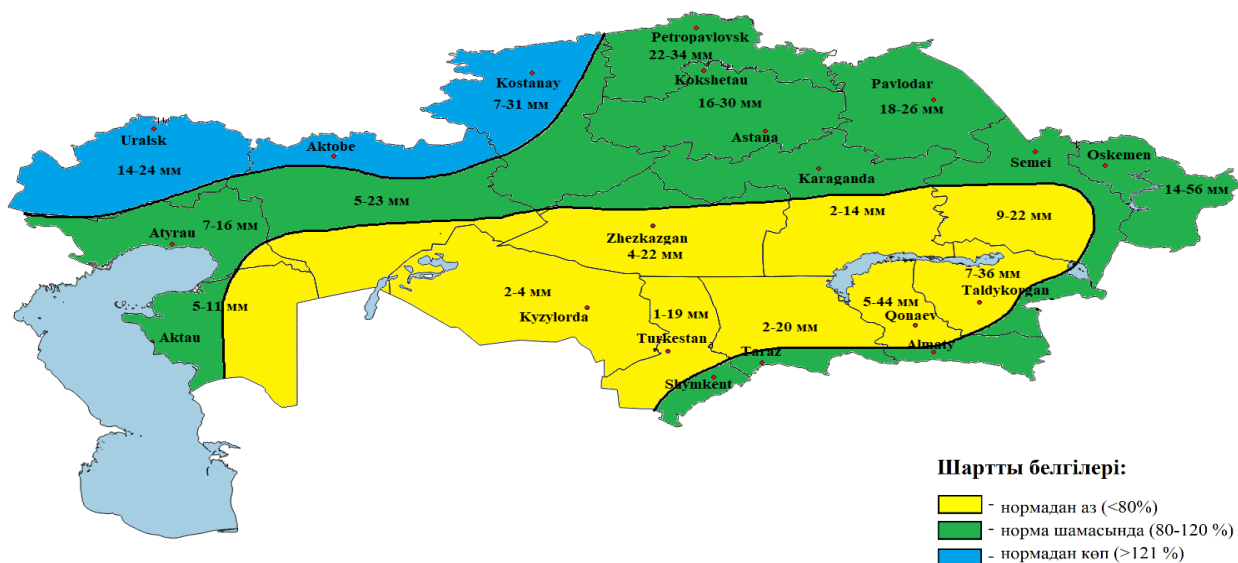 Petropavlovsk
22-34 мм
Kostanay
7-31 мм
Kokshetau
16-30 мм
Pavlodar
18-26 мм
Astana
Uralsk
14-24 мм
Aktobe
Semei
Oskemen
14-56 мм
Karaganda
5-23 мм
2-14 мм
9-22 мм
7-16 мм
Atyrau
Zhezkazgan
4-22 мм
7-36 мм
Taldykorgan
5-11 мм
2-4 мм
Kyzylorda
1-19 мм
5-44 мм
Qonaev
2-20 мм
Aktau
Turkestan
Taraz
Almaty
Shymkent
Шартты белгілері:
- нормадан аз (<80%)
- норма шамасында (80-120 %)
- нормадан көп (>121 %)